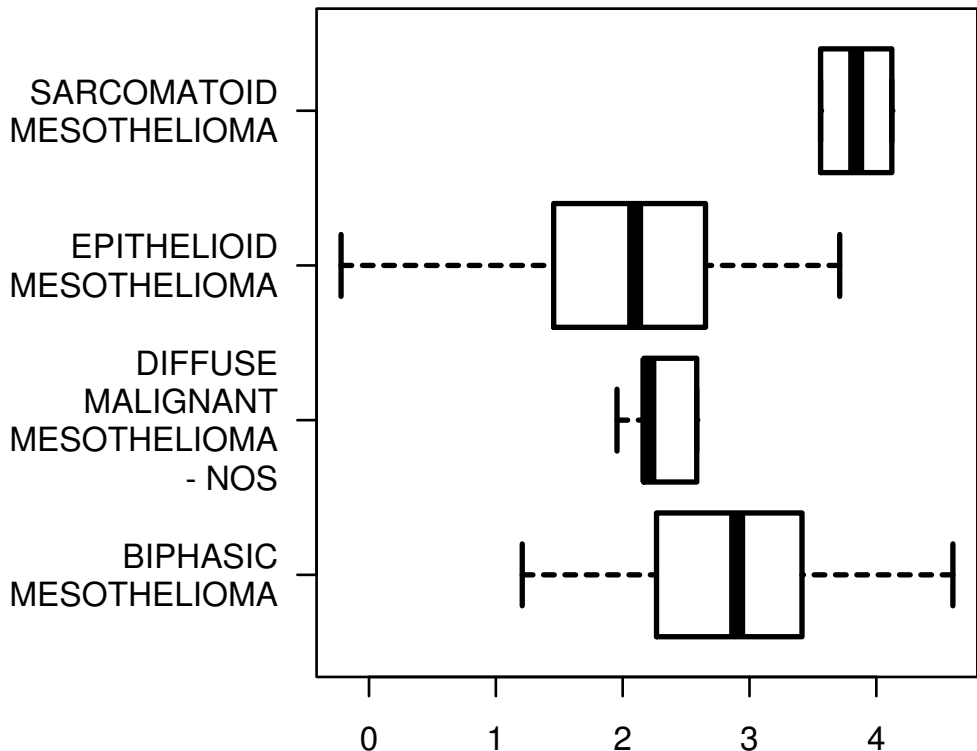 SARCOMATOID
MESOTHELIOMA
EPITHELIOID
MESOTHELIOMA
DIFFUSE
MALIGNANT
MESOTHELIOMA
- NOS
BIPHASIC
MESOTHELIOMA
0 1 2 3 4